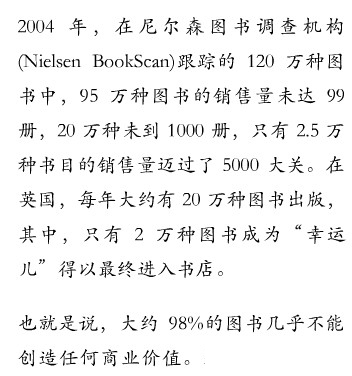 2004 年，在尼尔森图书调查机构
(Nielsen BookScan)跟踪的 120 万种图
书中，95 万种图书的销售量未达 99
册，20 万种未到 1000 册，只有 2.5 万
种书目的销售量迈过了 5000 大关。在
英国，每年大约有 20 万种图书出版，
其中，只有 2 万种图书成为“幸运
儿”得以最终进入书店。
也就是说，大约 98%的图书几乎不能
创造任何商业价值。